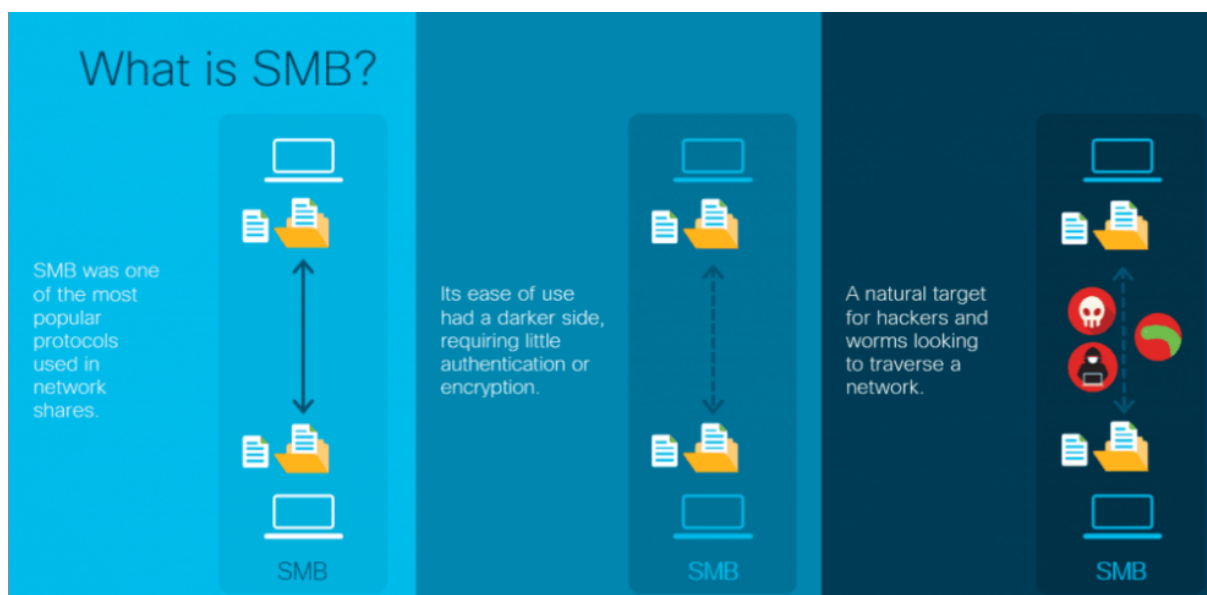 What is SMB?
SMB was one
of the most
popular
protocols
used in
network
shares.
SMB
Its ease of use
had a darker side,
requiring little
authentication or
encryption.
SMB
A natural target
for hackers and
worms looking
to traverse a
network.
SMB